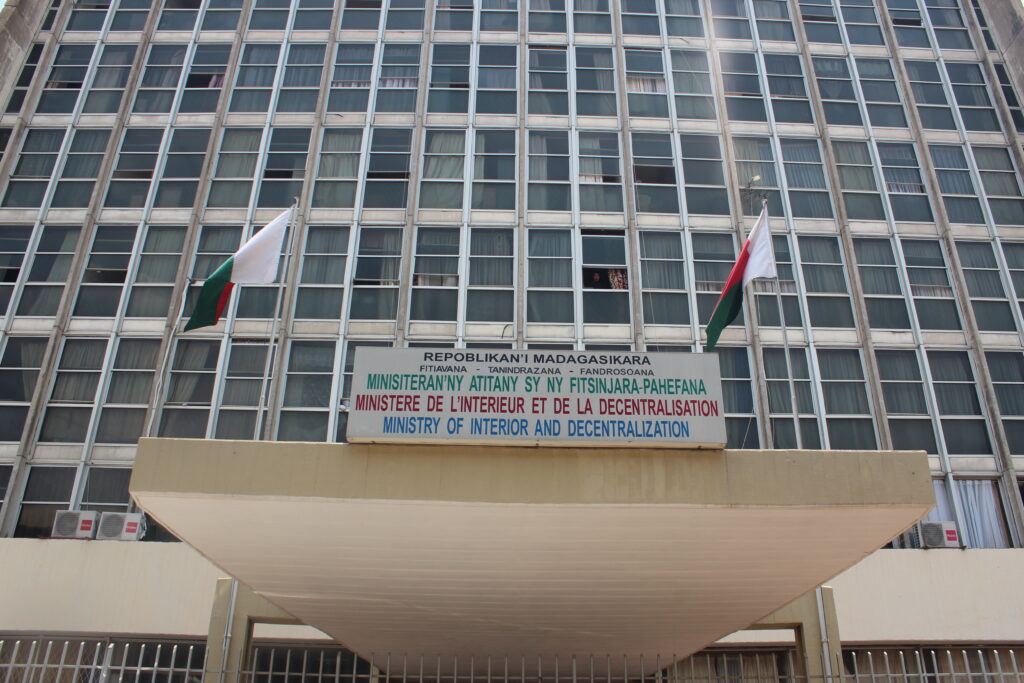 REPOBLIKAN'I MADAGASIKARA
FITIAVANA - TANINDRAZANA - FANDROSOANA
MINISITERAN'NY ATITANY SY NY FITSINJARA-PAHEFANA
MINISTERE DE L'INTERIEUR ET DE LA DECENTRALISATION
MINISTRY OF INTERIOR AND DECENTRALIZATION